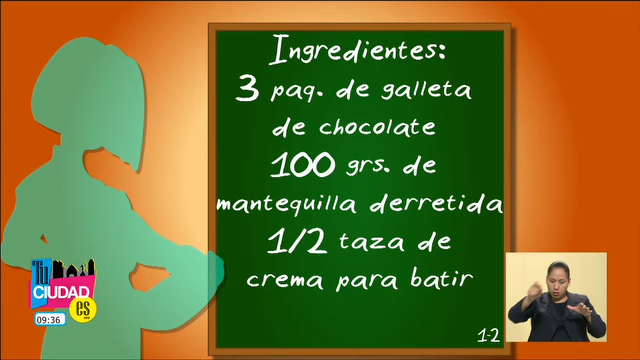 Ingredientes:
3 paq. de galleta
de chocolate
100 grs. de
mantequilla derretida
1/2 taza de
crema para batir
1-2
Tu
CIUDAD
es
09:36